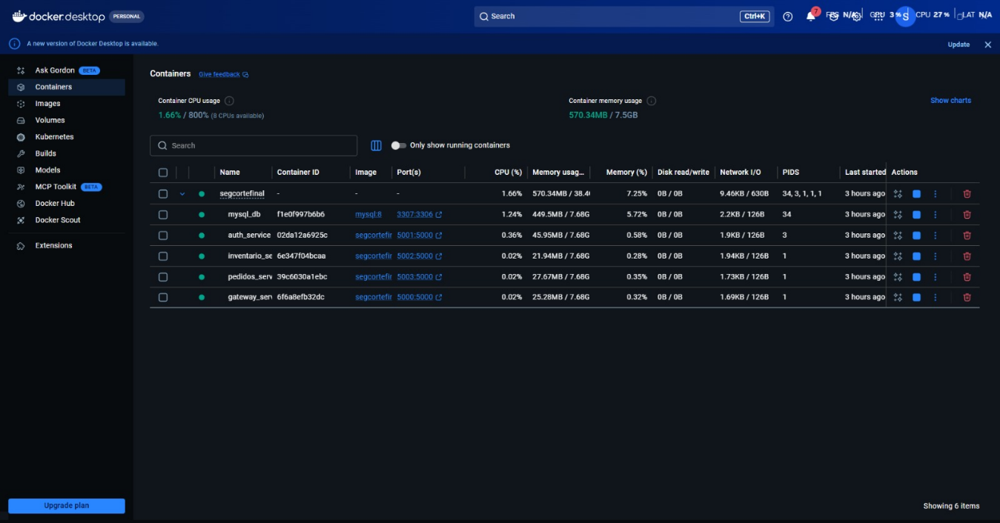 docker.desktop PERSONAL Search Ctrl+K 7 FPS N/A GPU 3% S CPU 27% LAT N/A
A new version of Docker Desktop is available. Update
Ask Gordon BETA
Containers
Images
Volumes
Kubernetes
Builds
Models
MCP Toolkit BETA
Docker Hub
Docker Scout
Extensions
Upgrade plan
Containers Give feedback
Container CPU usage
1.66% / 800% (8 CPUs available)
Container memory usage
570.34MB / 7.5GB
Show charts
Search
Only show running containers
Name Container ID Image Port(s) CPU (%) Memory usag... Memory (%) Disk read/write Network I/O PIDS Last started Actions
segcortefinal - - - 1.66% 570.34MB / 38.4 7.25% 0B / 0B 9.46KB / 630B 34, 3, 1, 1, 1 3 hours ago
mysql_db f1e0f997b6b6 mysql:8 3307:3306 1.24% 449.5MB / 7.68G 5.72% 0B / 0B 2.2KB / 126B 34 3 hours ago
auth_service 02da12a6925c segcortefir 5001:5000 0.36% 45.95MB / 7.68G 0.58% 0B / 0B 1.9KB / 126B 3 3 hours ago
inventario_se 6e347f04bcaa segcortefir 5002:5000 0.02% 21.94MB / 7.68G 0.28% 0B / 0B 1.94KB / 126B 1 3 hours ago
pedidos_serv 39c6030a1ebc segcortefir 5003:5000 0.02% 27.67MB / 7.68G 0.35% 0B / 0B 1.73KB / 126B 1 3 hours ago
gateway_serv 6f6a8efb32dc segcortefir 5000:5000 0.02% 25.28MB / 7.68G 0.32% 0B / 0B 1.69KB / 126B 1 3 hours ago
Showing 6 items